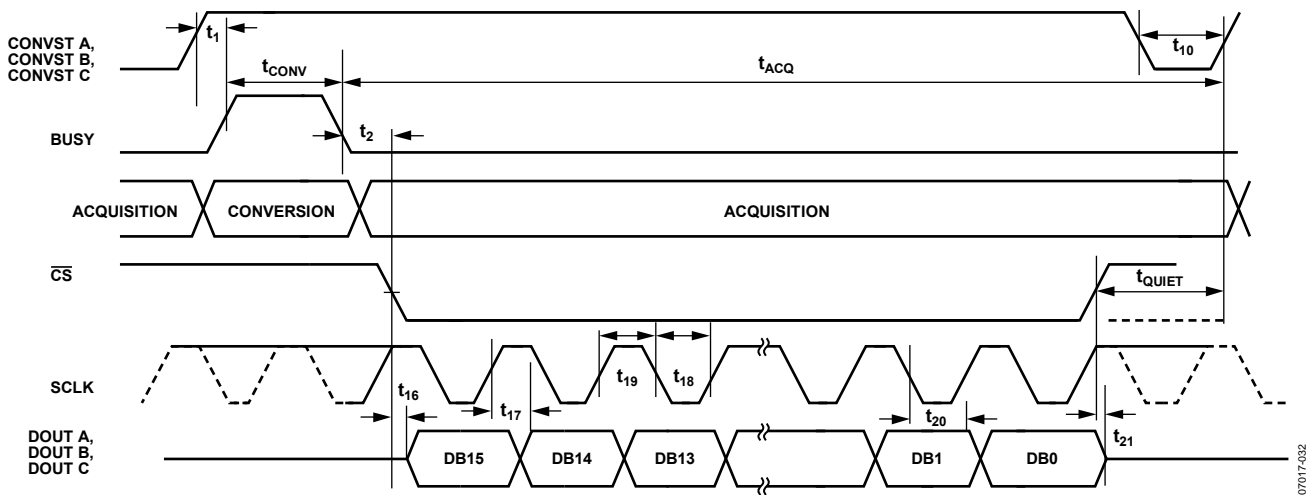 CONVST A,
CONVST B,
CONVST C
t1
tCONV
tACQ
t10
BUSY
t2
ACQUISITION
CONVERSION
ACQUISITION
CS
tQUIET
SCLK
t16
t17
t19
t18
t20
t21
DOUT A,
DOUT B,
DOUT C
DB15
DB14
DB13
DB1
DB0
07017-032